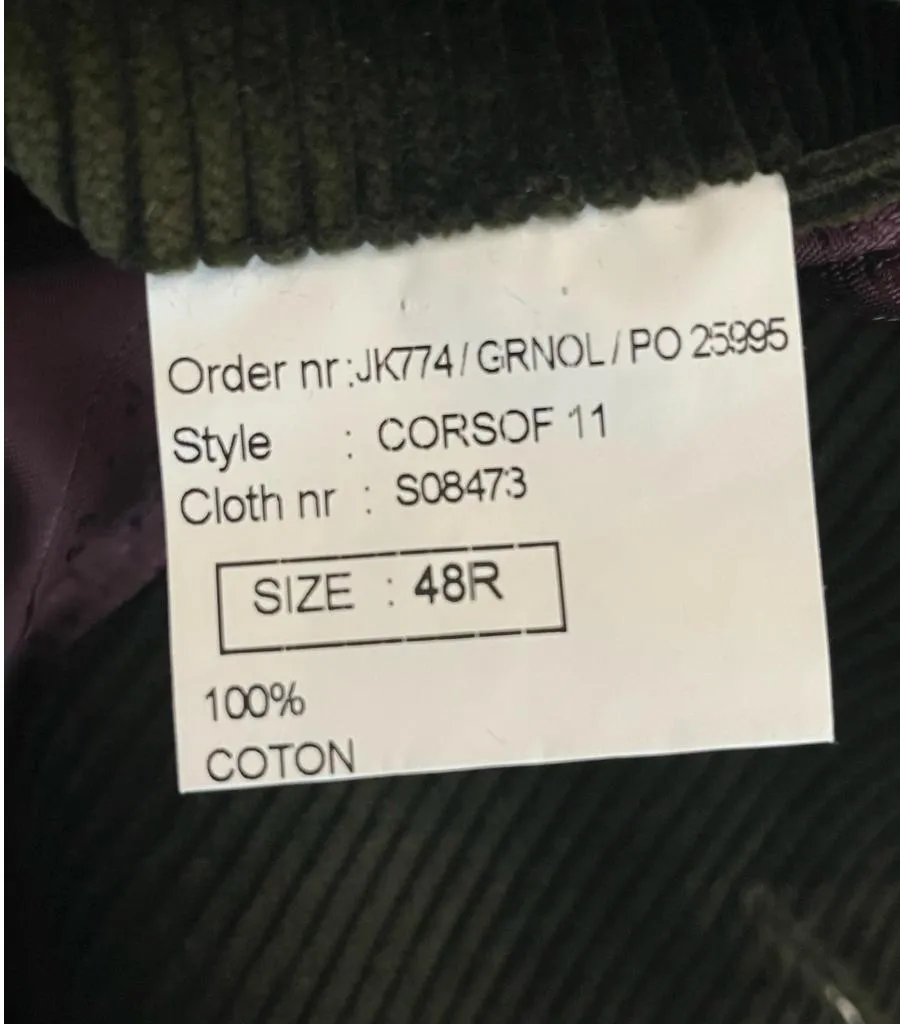 Order nr :JK774/ GRNOL / PO 25995
Style : CORSOF 11
Cloth nr : S08473
SIZE : 48R
100%
COTON